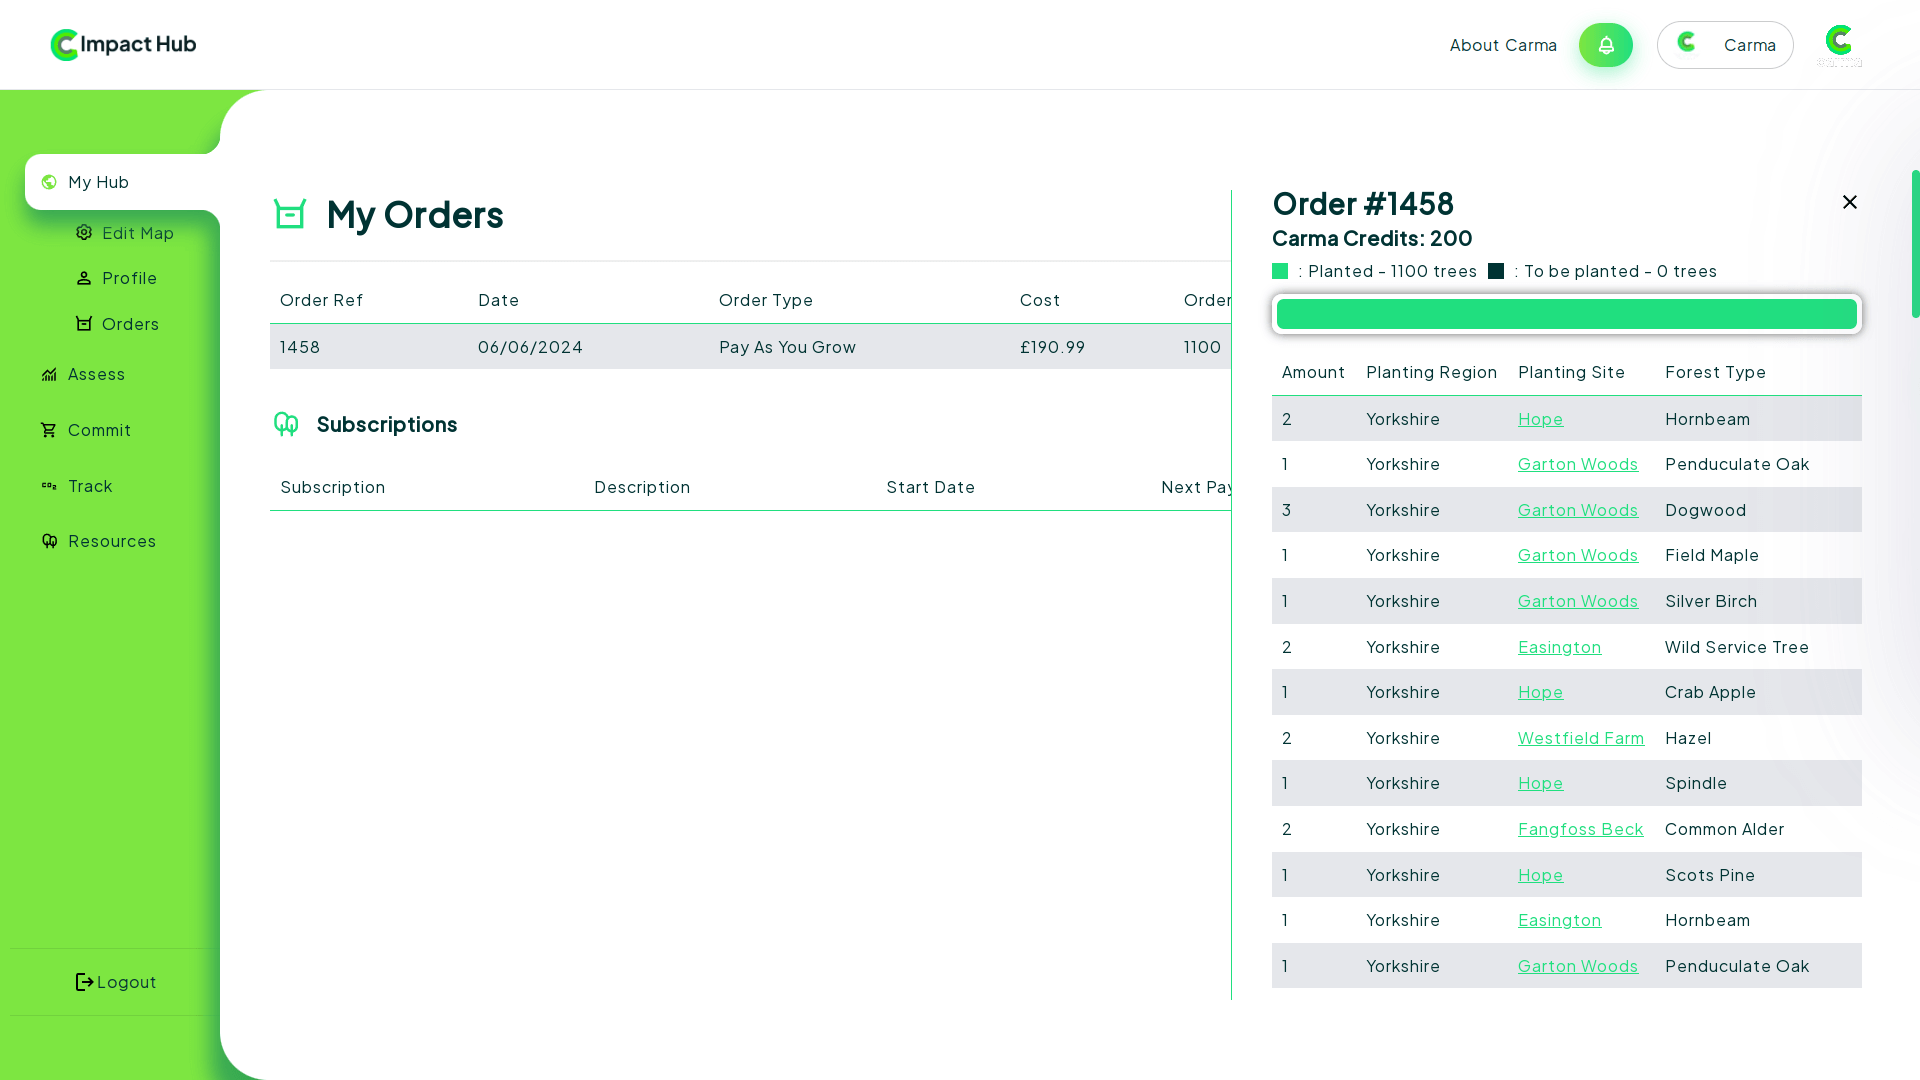 Impact Hub
About Carma
Carma
My Hub
Edit Map
Profile
Orders
Assess
Commit
Track
Resources
Logout
My Orders
Order Ref Date Order Type Cost Order
1458 06/06/2024 Pay As You Grow £190.99 1100
Subscriptions
Subscription Description Start Date Next Pay
Order #1458
Carma Credits: 200
: Planted - 1100 trees : To be planted - 0 trees
Amount Planting Region Planting Site Forest Type
2 Yorkshire Hope Hornbeam
1 Yorkshire Garton Woods Penduculate Oak
3 Yorkshire Garton Woods Dogwood
1 Yorkshire Garton Woods Field Maple
1 Yorkshire Garton Woods Silver Birch
2 Yorkshire Easington Wild Service Tree
1 Yorkshire Hope Crab Apple
2 Yorkshire Westfield Farm Hazel
1 Yorkshire Hope Spindle
2 Yorkshire Fangfoss Beck Common Alder
1 Yorkshire Hope Scots Pine
1 Yorkshire Easington Hornbeam
1 Yorkshire Garton Woods Penduculate Oak